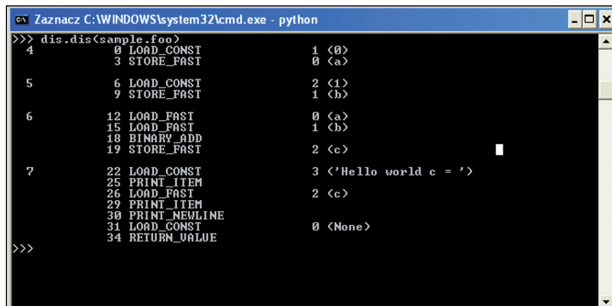 Zaznacz C:\WINDOWS\system32\cmd.exe - python
>>> dis.dis(sample.foo)
4 0 LOAD_CONST 1 (0)
3 STORE_FAST 0 (a)
5 6 LOAD_CONST 2 (1)
9 STORE_FAST 1 (b)
6 12 LOAD_FAST 0 (a)
15 LOAD_FAST 1 (b)
18 BINARY_ADD
19 STORE_FAST 2 (c)
7 22 LOAD_CONST 3 ('Hello world c = ')
25 PRINT_ITEM
26 LOAD_FAST 2 (c)
29 PRINT_ITEM
30 PRINT_NEWLINE
31 LOAD_CONST 0 (None)
34 RETURN_VALUE
>>>